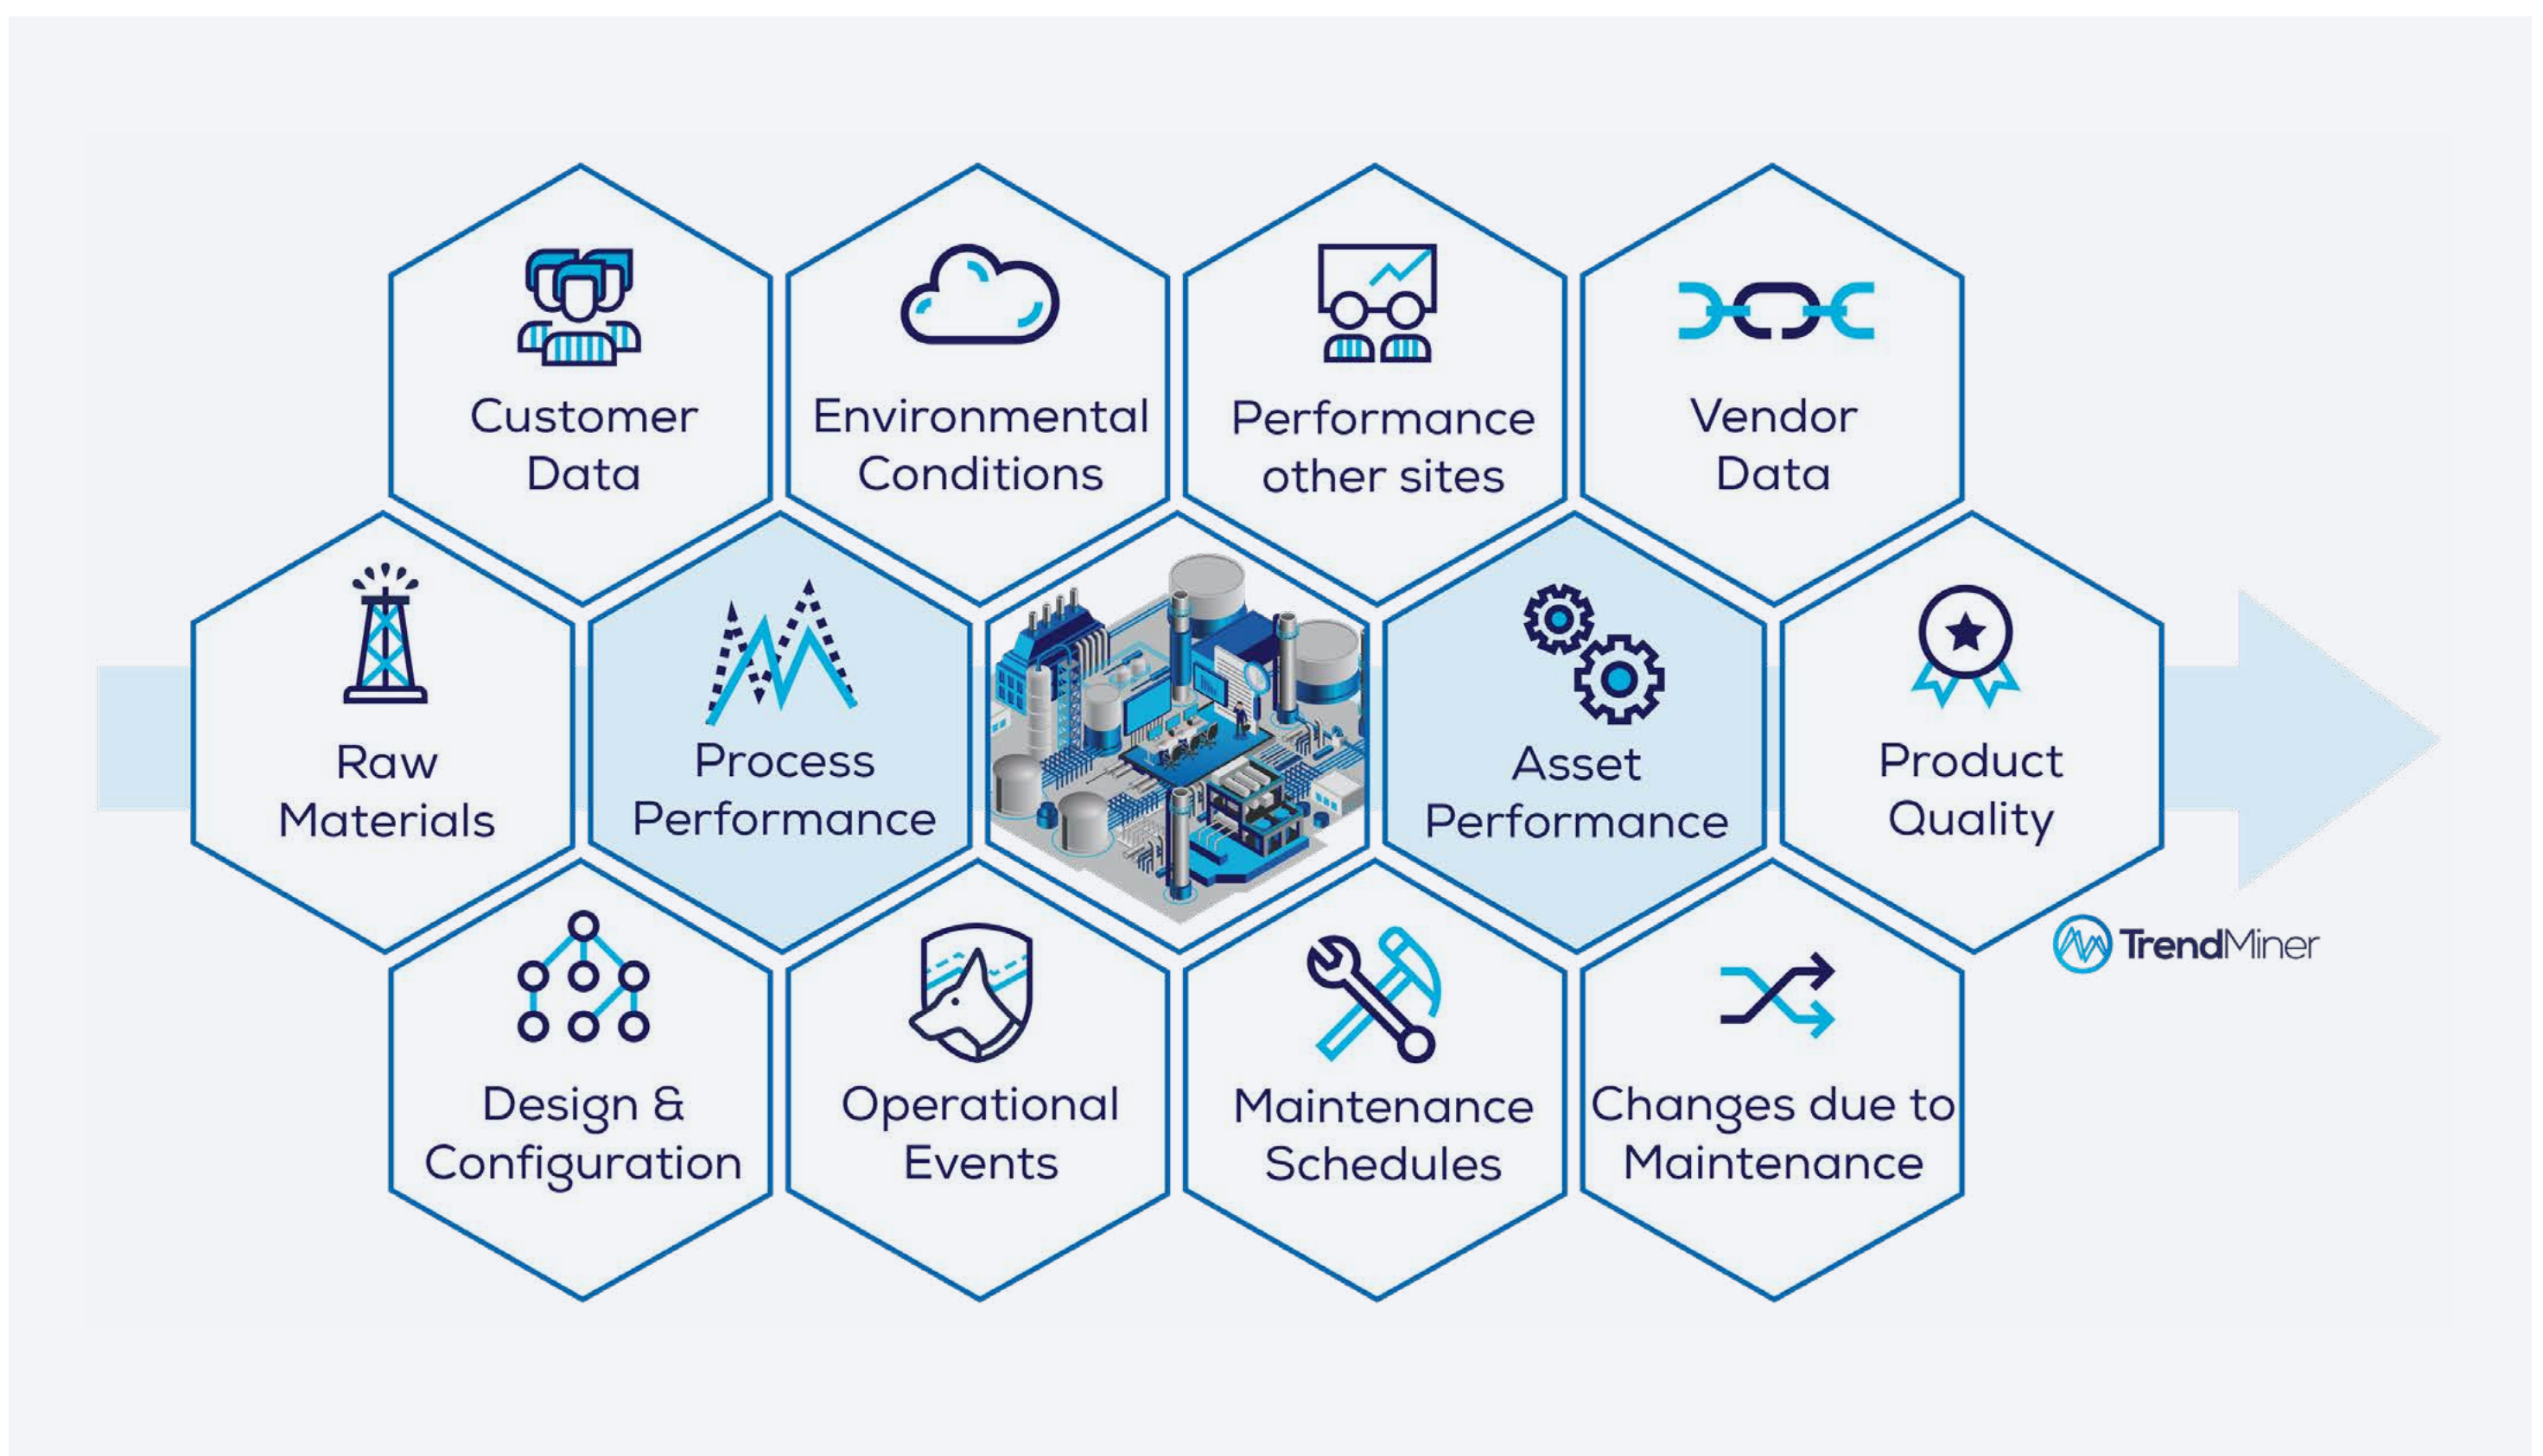 Customer
Data
Environmental
Conditions
Performance
other sites
Vendor
Data
Raw
Materials
Process
Performance
Asset
Performance
Product
Quality
TrendMiner
Design &
Configuration
Operational
Events
Maintenance
Schedules
Changes due to
Maintenance